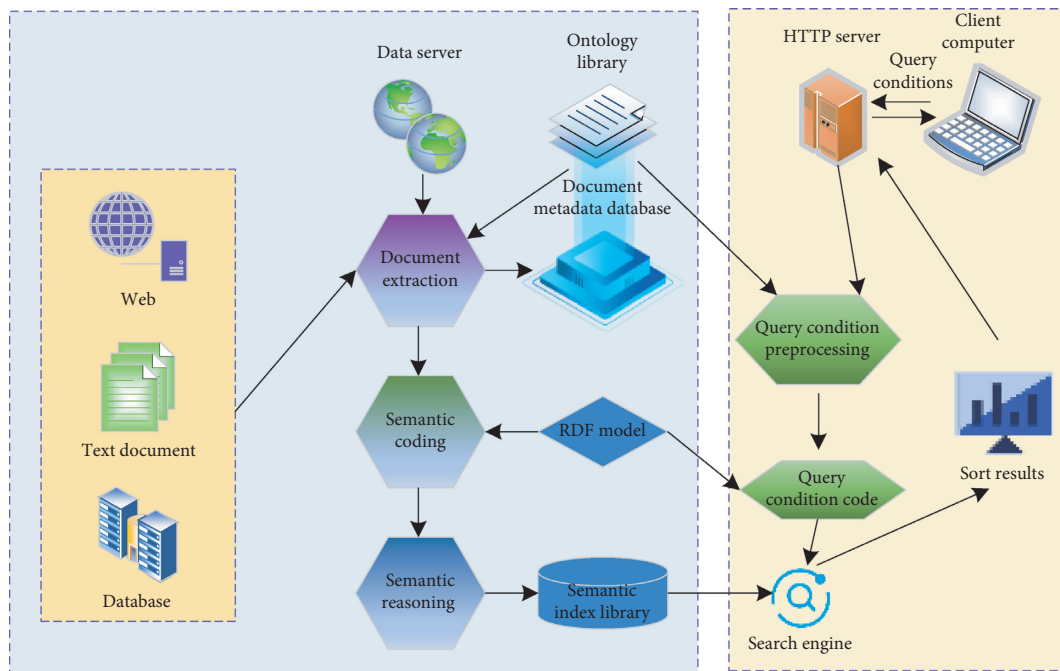 Data server
Ontology
library
HTTP server
Client
computer
Query
conditions
Document
metadata database
Web
Document
extraction
Query condition
preprocessing
Text document
Semantic
coding
RDF model
Query
condition code
Sort results
Database
Semantic
reasoning
Semantic
index library
Search engine